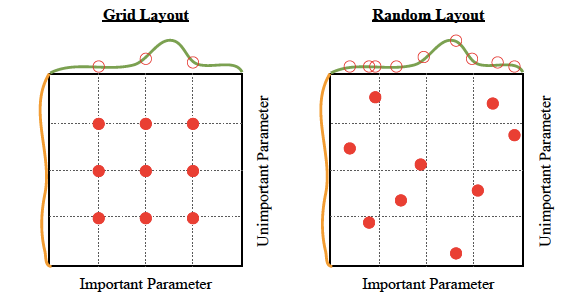 Grid Layout
Unimportant Parameter
Important Parameter
Random Layout
Unimportant Parameter
Important Parameter